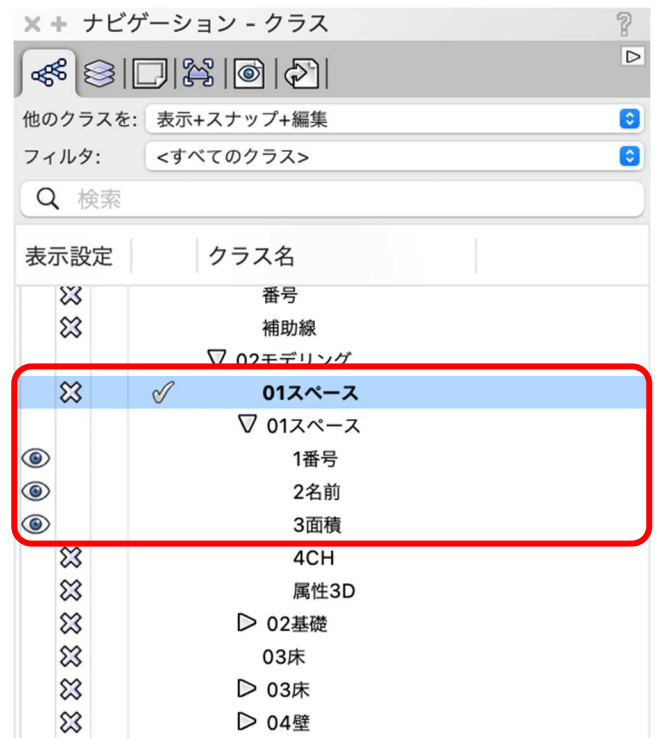 ナビゲーション - クラス
他のクラスを: 表示+スナップ+編集
フィルタ: <すべてのクラス>
検索
表示設定 クラス名
番号
補助線
02モデリング
01スペース
01スペース
1番号
2名前
3面積
4CH
属性3D
02基礎
03床
03床
04壁